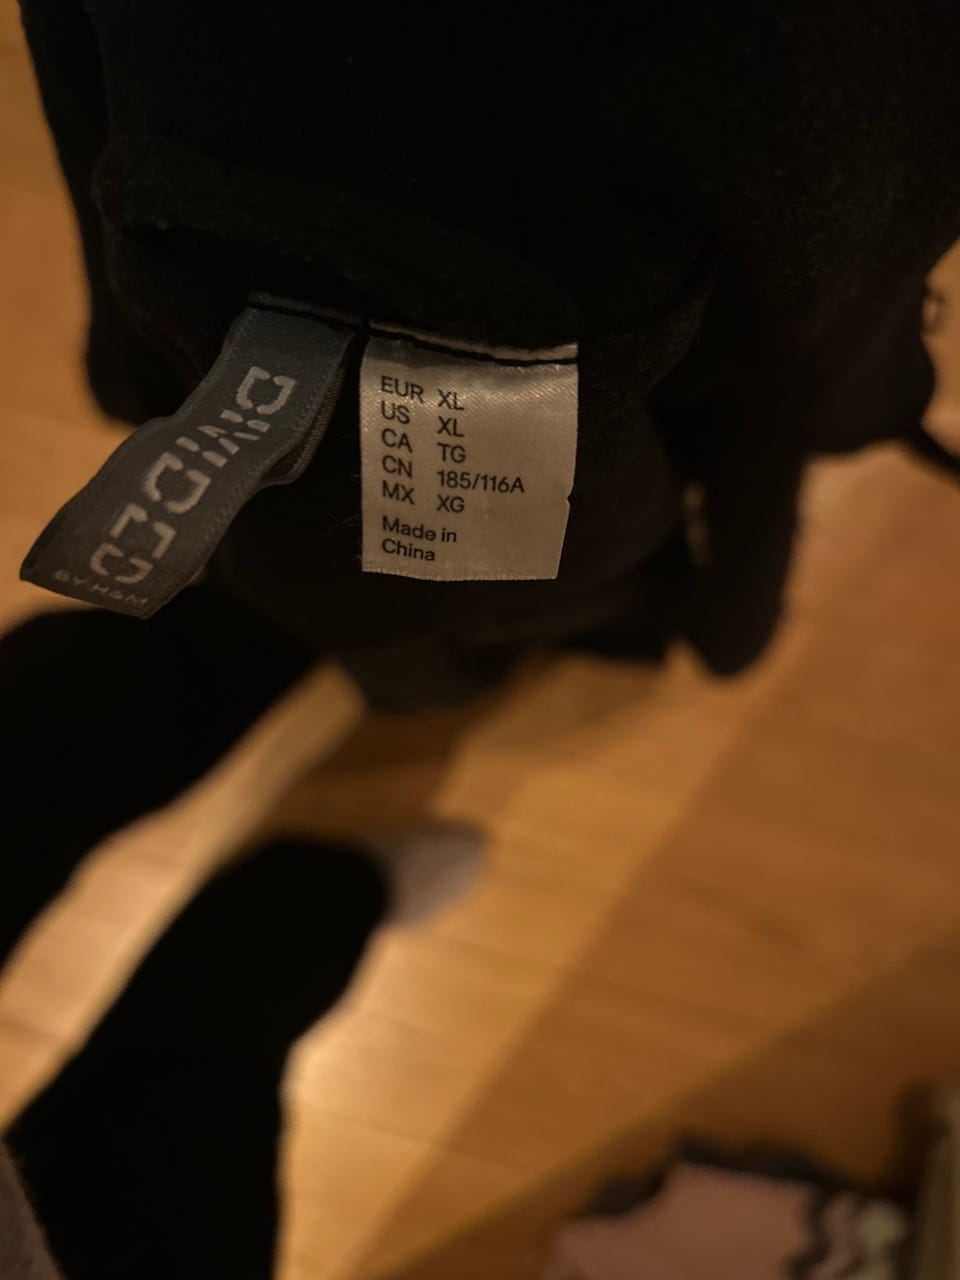 DIVIDED
BY H&M
EUR XL
US XL
CA TG
CN 185/116A
MX XG
Made in
China